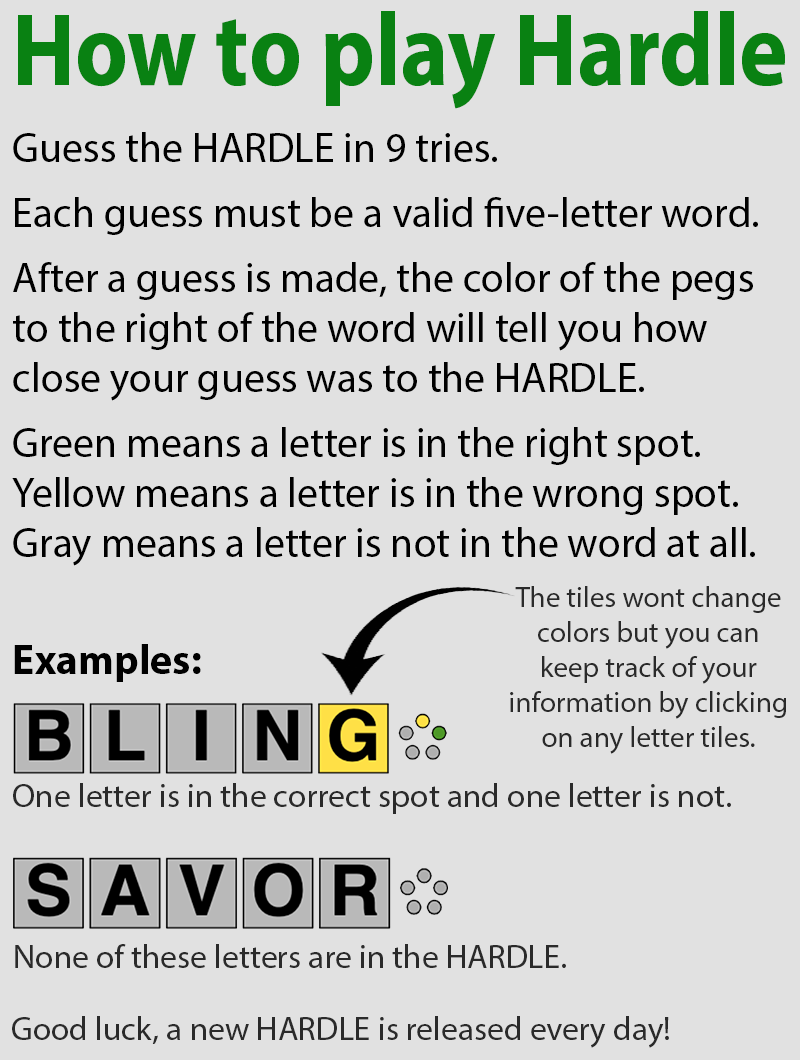 How to play Hardle
Guess the HARDLE in 9 tries.
Each guess must be a valid five-letter word.
After a guess is made, the color of the pegs
to the right of the word will tell you how
close your guess was to the HARDLE.
Green means a letter is in the right spot.
Yellow means a letter is in the wrong spot.
Gray means a letter is not in the word at all.
The tiles wont change
colors but you can
keep track of your
information by clicking
on any letter tiles.
Examples:
BLING
One letter is in the correct spot and one letter is not.
SAVOR
None of these letters are in the HARDLE.
Good luck, a new HARDLE is released every day!